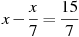 x - x/7 = 15/7